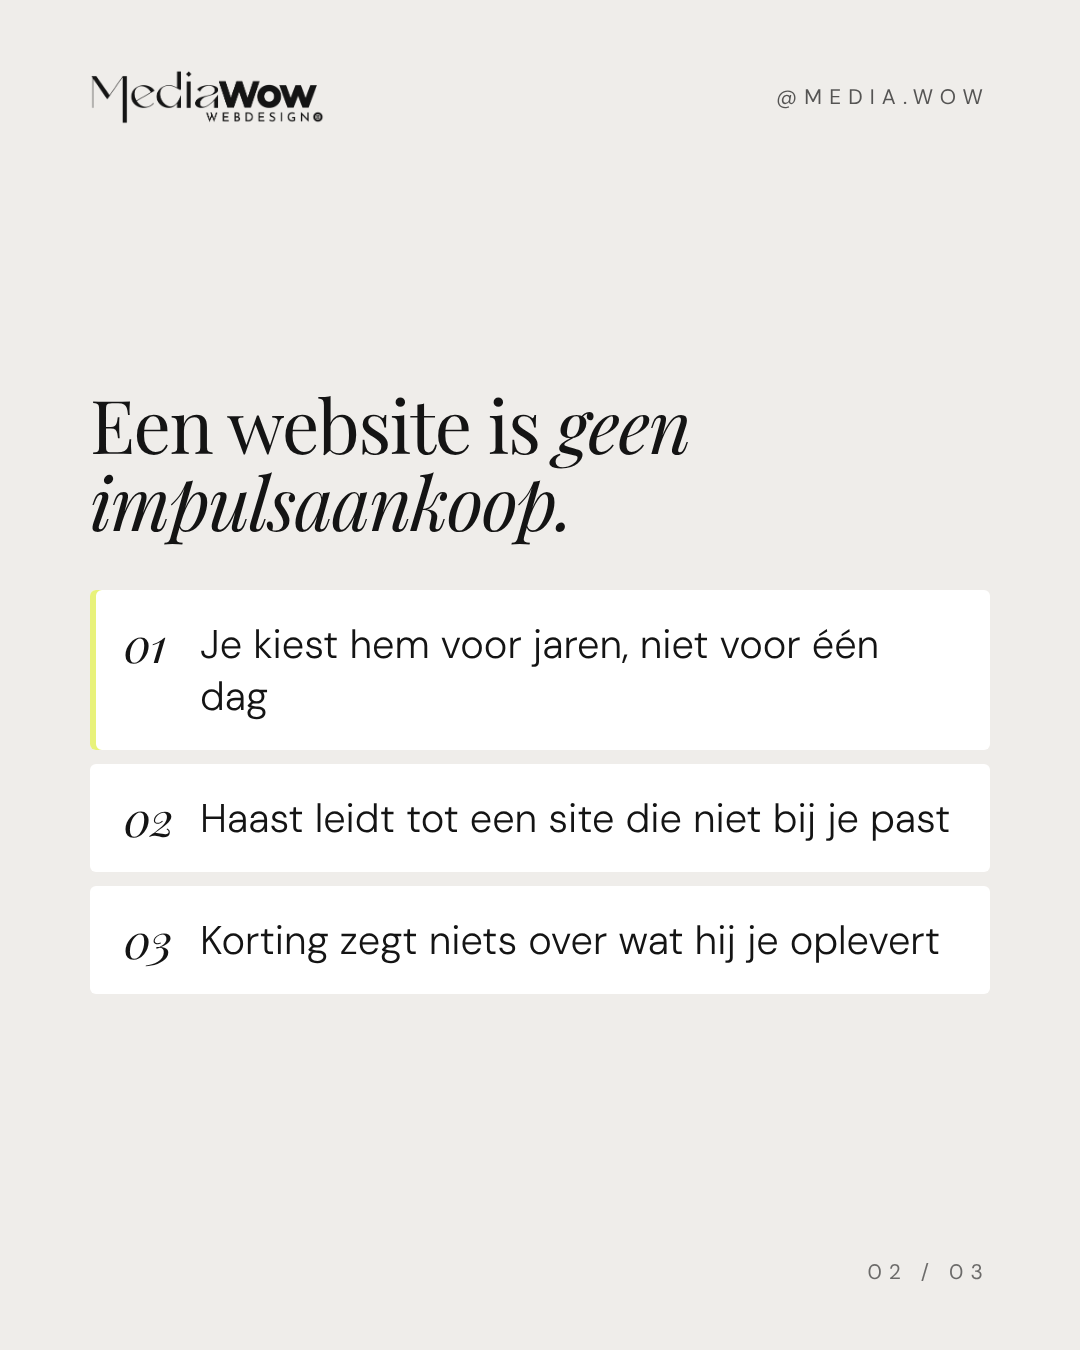 MediaWow
WEBDESIGN
@MEDIA.WOW
Een website is geen
impulsaankoop.
01 Je kiest hem voor jaren, niet voor één
dag
02 Haast leidt tot een site die niet bij je past
03 Korting zegt niets over wat hij je oplevert
02 / 03